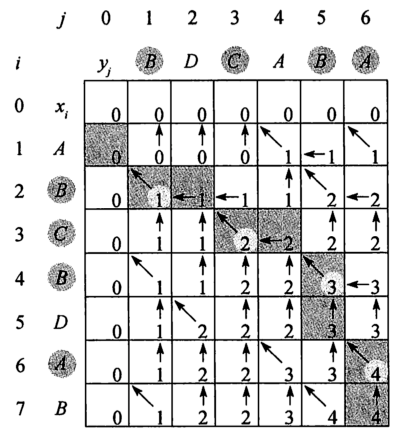 j 0 1 2 3 4 5 6
i y_j B D C A B A
0 x_i 0 0 0 0 0 0 0
1 A 0 0 0 0 1 1 1
2 B 0 1 1 1 1 2 2
3 C 0 1 1 2 2 2 2
4 B 0 1 1 2 2 3 3
5 D 0 1 2 2 2 3 3
6 A 0 1 2 2 3 3 4
7 B 0 1 2 2 3 4 4